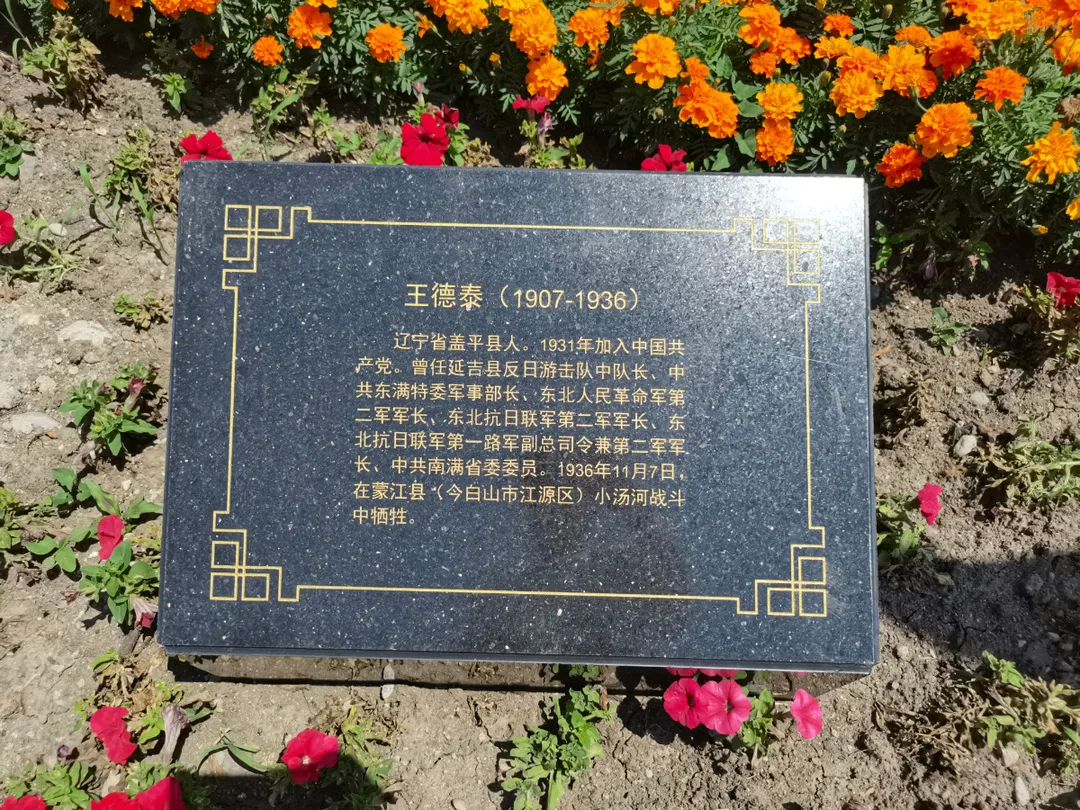 王德泰（1907-1936）
辽宁省盖平县人。1931年加入中国共
产党。曾任延吉县反日游击队中队长、中
共东满特委军事部长、东北人民革命军第
二军军长、东北抗日联军第二军军长、东
北抗日联军第一路军副总司令兼第二军军
长、中共南满省委委员。1936年11月7日，
在蒙江县（今白山市江源区）小汤河战斗
中牺牲。